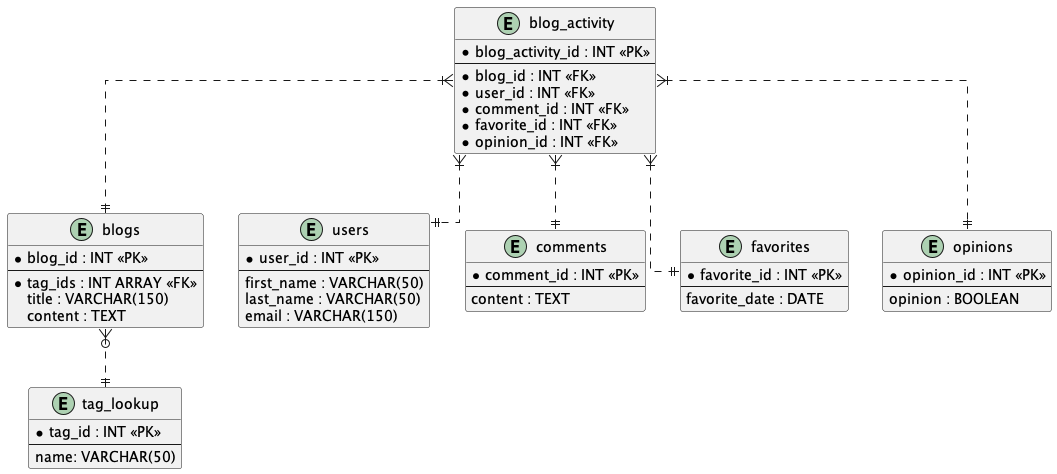 E blog_activity
* blog_activity_id : INT «PK»
* blog_id : INT «FK»
* user_id : INT «FK»
* comment_id : INT «FK»
* favorite_id : INT «FK»
* opinion_id : INT «FK»
E blogs
* blog_id : INT «PK»
* tag_ids : INT ARRAY «FK»
title : VARCHAR(150)
content : TEXT
E users
* user_id : INT «PK»
first_name : VARCHAR(50)
last_name : VARCHAR(50)
email : VARCHAR(150)
E comments
* comment_id : INT «PK»
content : TEXT
E favorites
* favorite_id : INT «PK»
favorite_date : DATE
E opinions
* opinion_id : INT «PK»
opinion : BOOLEAN
E tag_lookup
* tag_id : INT «PK»
name: VARCHAR(50)